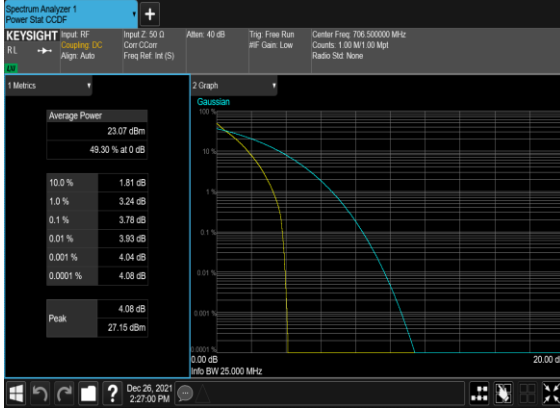 Spectrum Analyzer 1
Power Stat CCDF
+
KEYSIGHT
RL
LW
Input: RF
Coupling: DC
Align: Auto
Input Z: 50 Ω
Corr CCorr
Freq Ref: Int (S)
Atten: 40 dB
Trig: Free Run
#IF Gain: Low
Center Freq: 706.500000 MHz
Counts: 1.00 M/1.00 Mpt
Radio Std: None
1 Metrics
Average Power
23.07 dBm
49.30 % at 0 dB
10.0 % 1.81 dB
1.0 % 3.24 dB
0.1 % 3.78 dB
0.01 % 3.93 dB
0.001 % 4.04 dB
0.0001 % 4.08 dB
Peak
4.08 dB
27.15 dBm
2 Graph
Gaussian
100 %
10 %
1 %
0.1 %
0.01 %
0.001 %
0.0001 %
0.00 dB
20.00 d
Info BW 25.000 MHz
?
Dec 26, 2021
2:27:00 PM